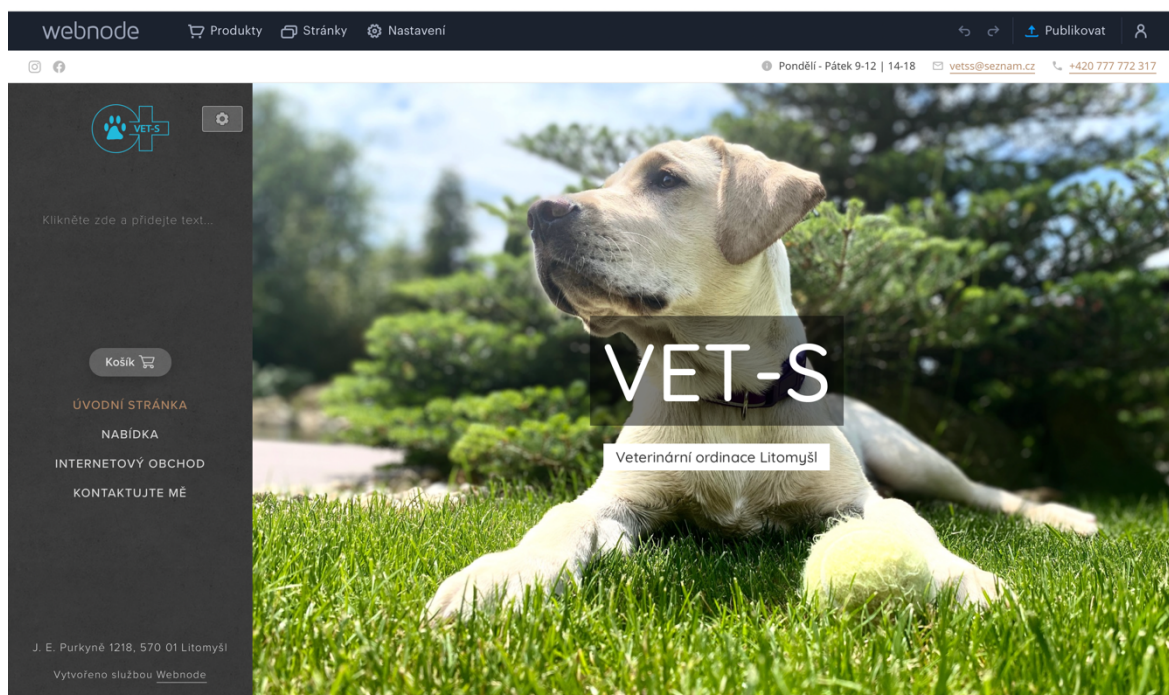 webnode Produkty Stránky Nastavení Publikovat
Pondělí - Pátek 9-12 | 14-18 vetss@seznam.cz +420 777 772 317
VET-S
Klikněte zde a přidejte text...
Košík
ÚVODNÍ STRÁNKA
NABÍDKA
INTERNETOVÝ OBCHOD
KONTAKTUJTE MĚ
J. E. Purkyně 1218, 570 01 Litomyšl
Vytvořeno službou Webnode
VET-S
Veterinární ordinace Litomyšl